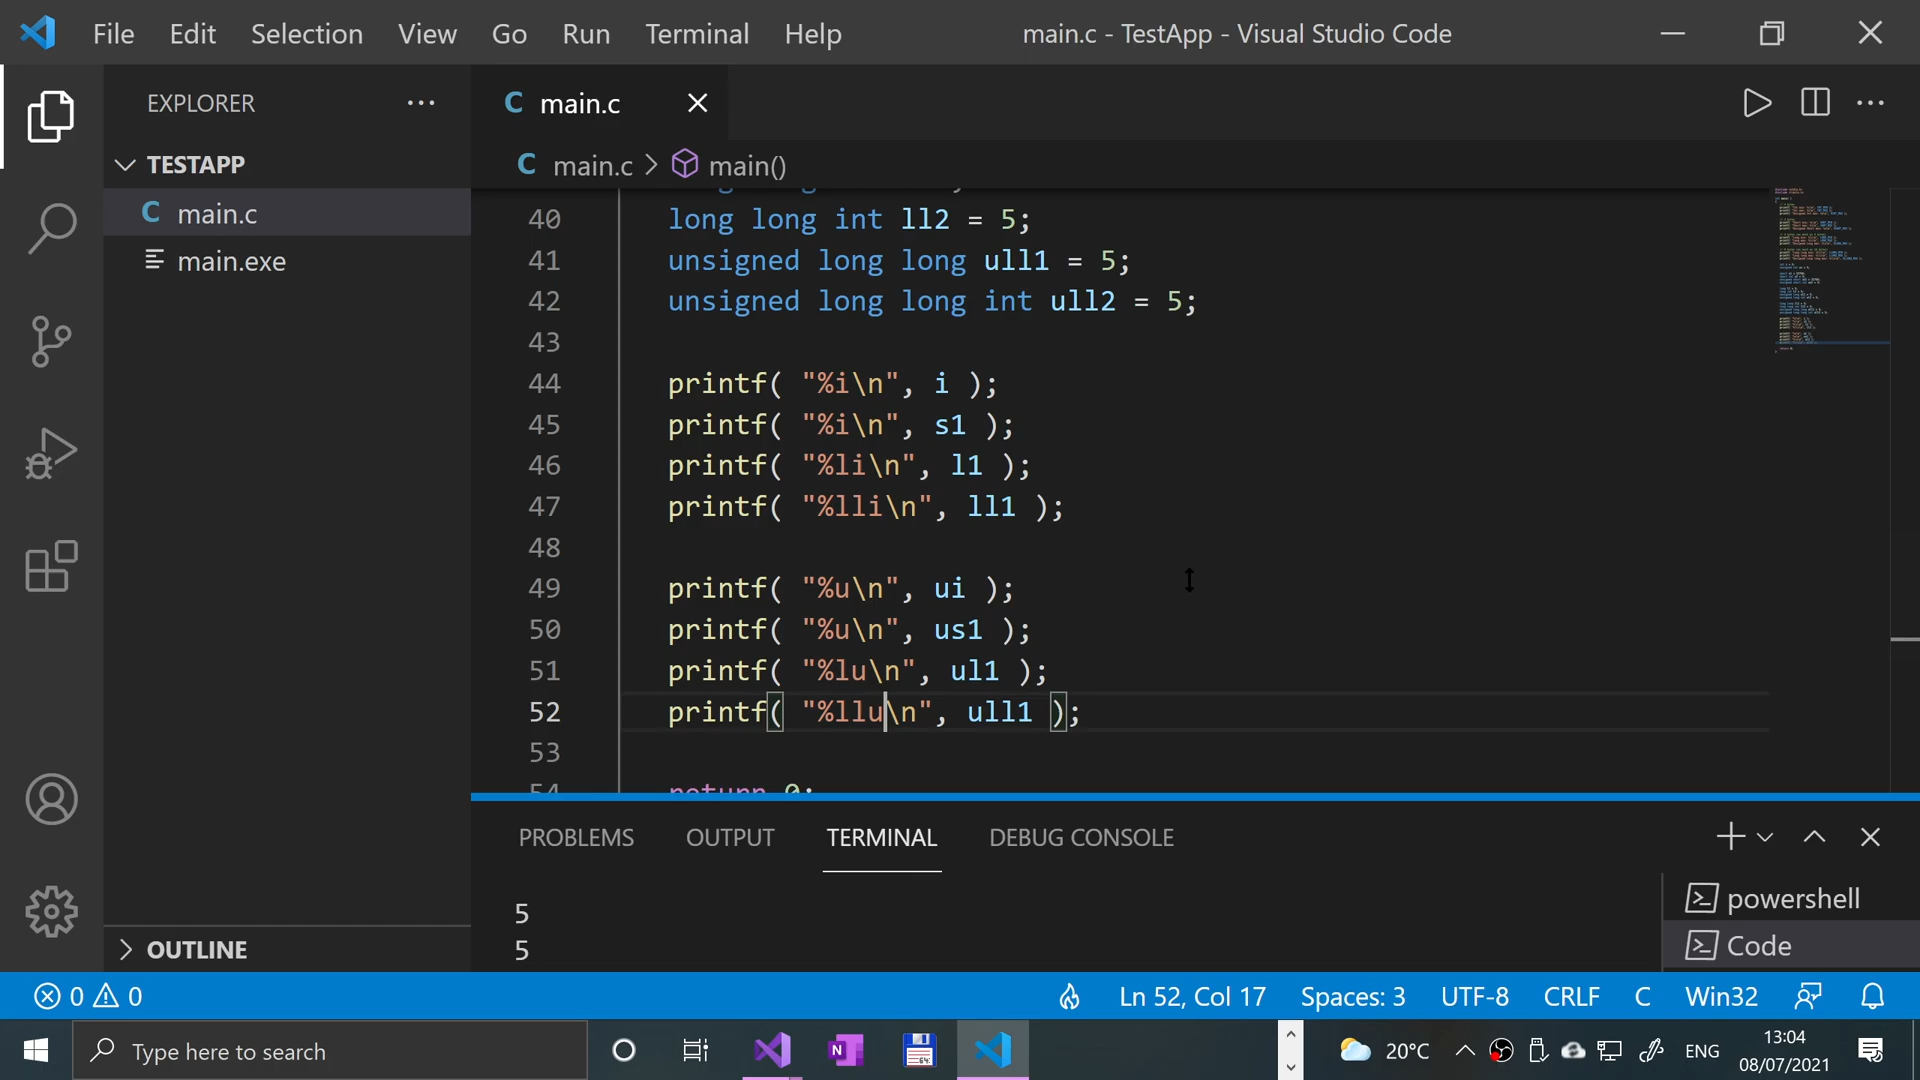 File Edit Selection View Go Run Terminal Help
main.c - TestApp - Visual Studio Code
EXPLORER
TESTAPP
C main.c
main.exe
OUTLINE
C main.c
C main.c > main()
40 long long int ll2 = 5;
41 unsigned long long ull1 = 5;
42 unsigned long long int ull2 = 5;
43
44 printf( "%i\n", i );
45 printf( "%i\n", s1 );
46 printf( "%li\n", l1 );
47 printf( "%lli\n", ll1 );
48
49 printf( "%u\n", ui );
50 printf( "%u\n", us1 );
51 printf( "%lu\n", ul1 );
52 printf( "%llu\n", ull1 );
53
54 return 0;
PROBLEMS OUTPUT TERMINAL DEBUG CONSOLE
5
5
powershell
Code
0 0
Ln 52, Col 17 Spaces: 3 UTF-8 CRLF C Win32
Type here to search
N
64
20°C
ENG
13:04
08/07/2021